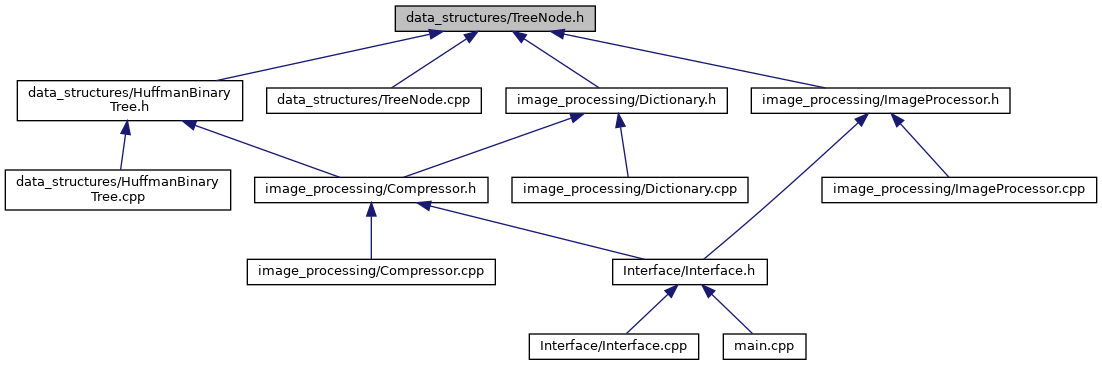 data_structures/TreeNode.h
data_structures/HuffmanBinary
Tree.h
data_structures/TreeNode.cpp
image_processing/Dictionary.h
image_processing/ImageProcessor.h
data_structures/HuffmanBinary
Tree.cpp
image_processing/Compressor.h
image_processing/Dictionary.cpp
image_processing/ImageProcessor.cpp
image_processing/Compressor.cpp
Interface/Interface.h
Interface/Interface.cpp
main.cpp